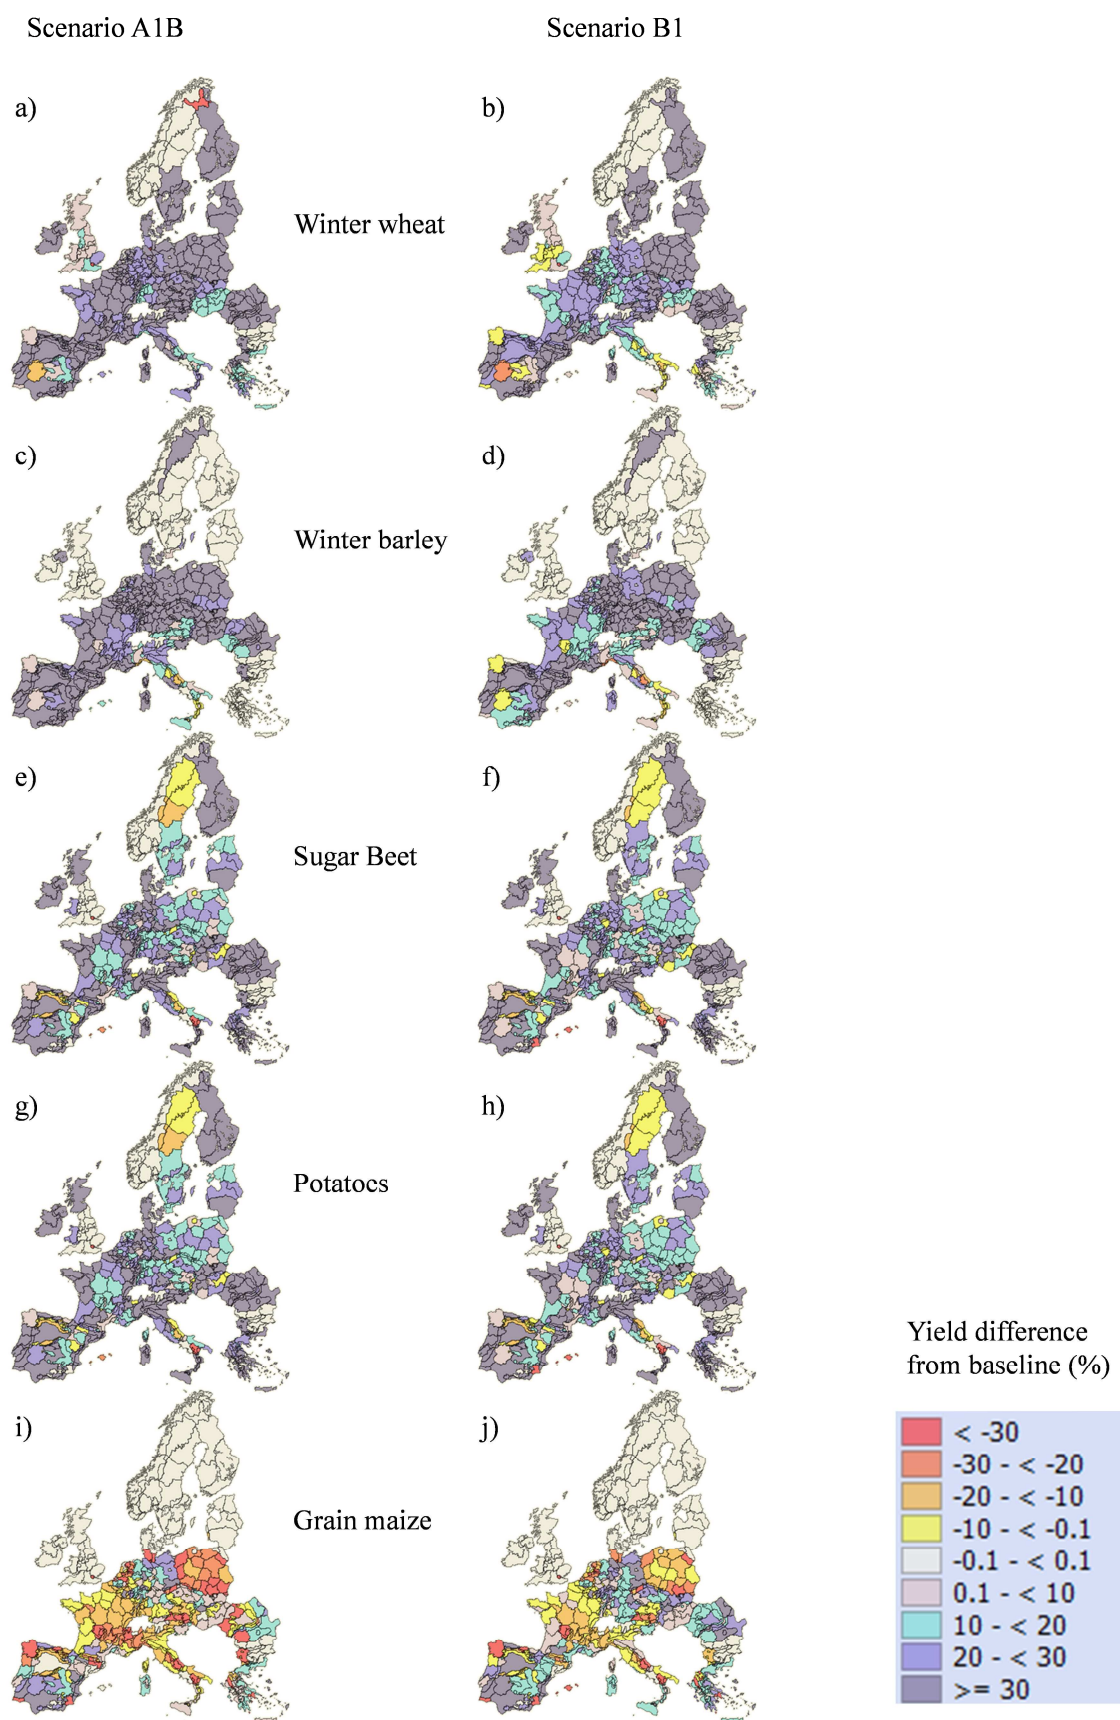 Scenario A1B
Scenario B1
a)
b)
Winter wheat
c)
d)
Winter barley
e)
f)
Sugar Beet
g)
h)
Potatocs
i)
j)
Grain maize
Yield difference
from baseline (%)
< -30
-30 - < -20
-20 - < -10
-10 - < -0.1
-0.1 - < 0.1
0.1 - < 10
10 - < 20
20 - < 30
>= 30